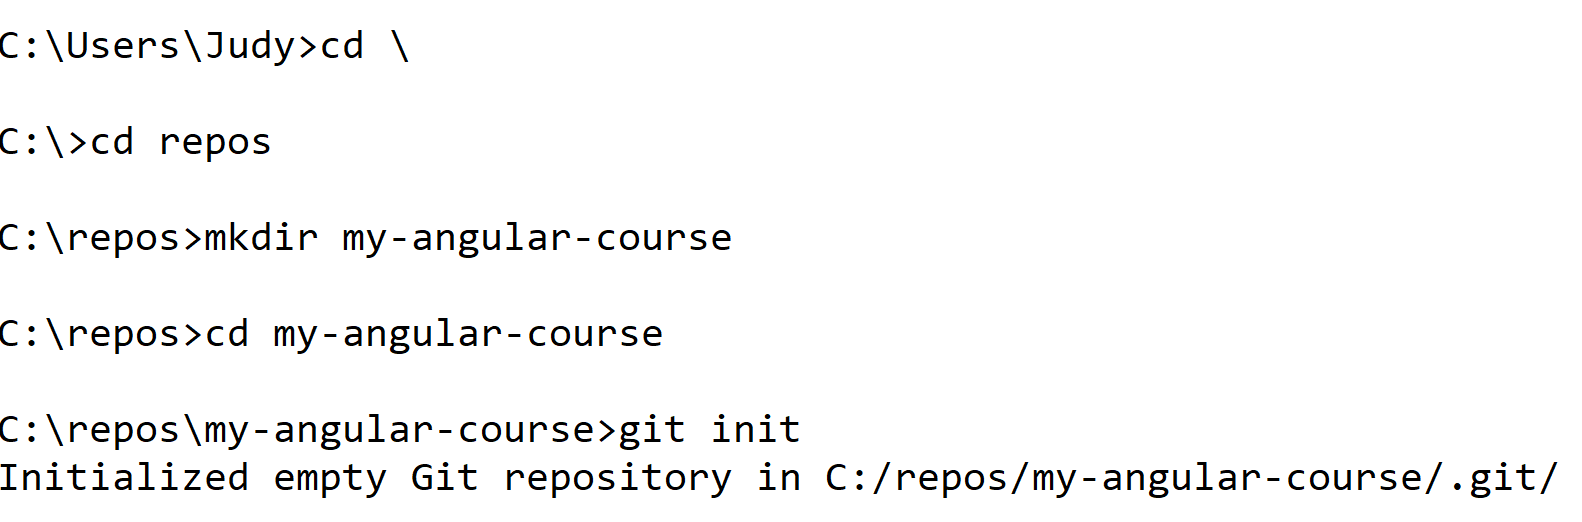 C:\Users\Judy>cd \
C:\>cd repos
C:\repos>mkdir my-angular-course
C:\repos>cd my-angular-course
C:\repos\my-angular-course>git init
Initialized empty Git repository in C:/repos/my-angular-course/.git/